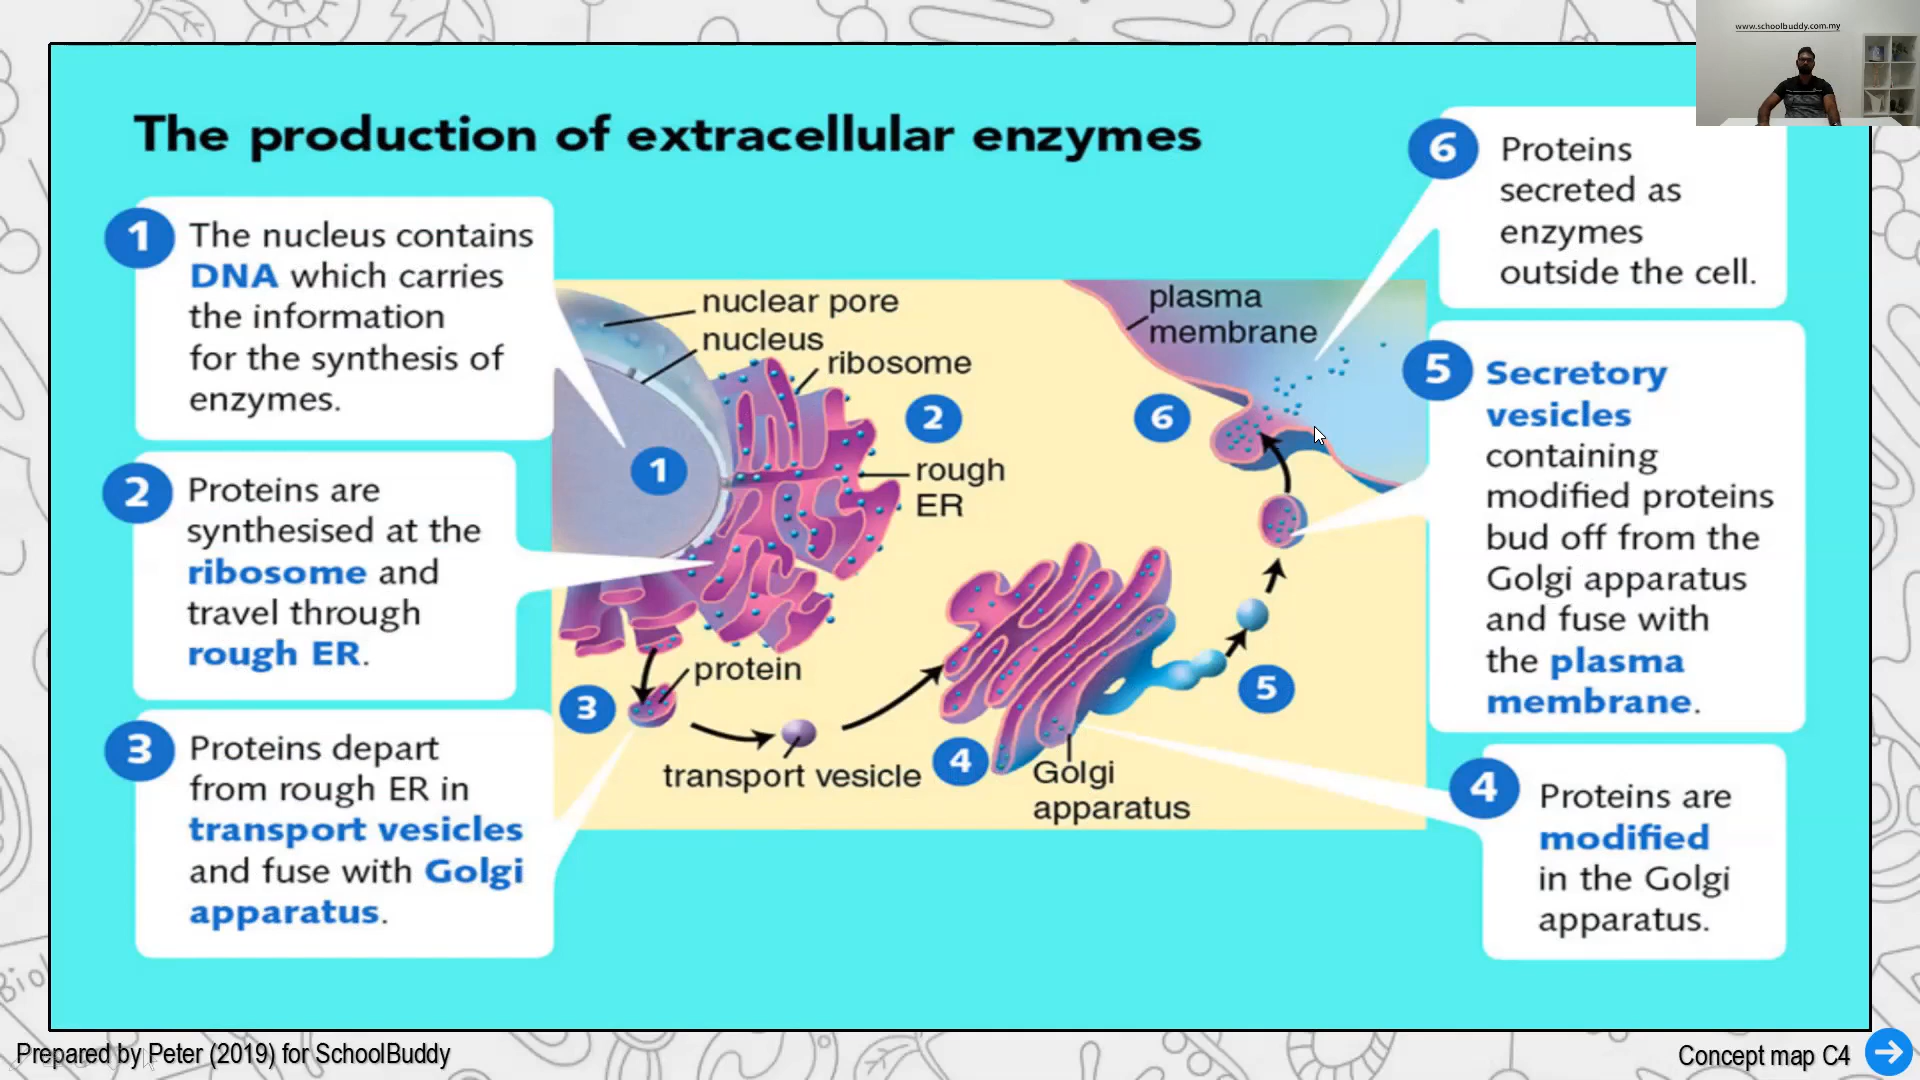 www.schoolbuddy.com.my
The production of extracellular enzymes
1
The nucleus contains
DNA which carries
the information
for the synthesis of
enzymes.
2
Proteins are
synthesised at the
ribosome and
travel through
rough ER.
3
Proteins depart
from rough ER in
transport vesicles
and fuse with Golgi
apparatus.
nuclear pore
nucleus
ribosome
1
2
rough
ER
protein
3
transport vesicle
4
Golgi
apparatus
5
6
plasma
membrane
6
Proteins
secreted as
enzymes
outside the cell.
5
Secretory
vesicles
containing
modified proteins
bud off from the
Golgi apparatus
and fuse with
the plasma
membrane.
4
Proteins are
modified
in the Golgi
apparatus.
Prepared by Peter (2019) for SchoolBuddy
Concept map C4